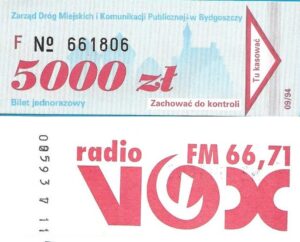 Zarząd Dróg Miejskich i Komunikacji Publicznej w Bydgoszczy
F № 661806
5000 zł
Bilet jednorazowy
Zachować do kontroli
Tu kasować
09/94
radio FM 66,71
VOX